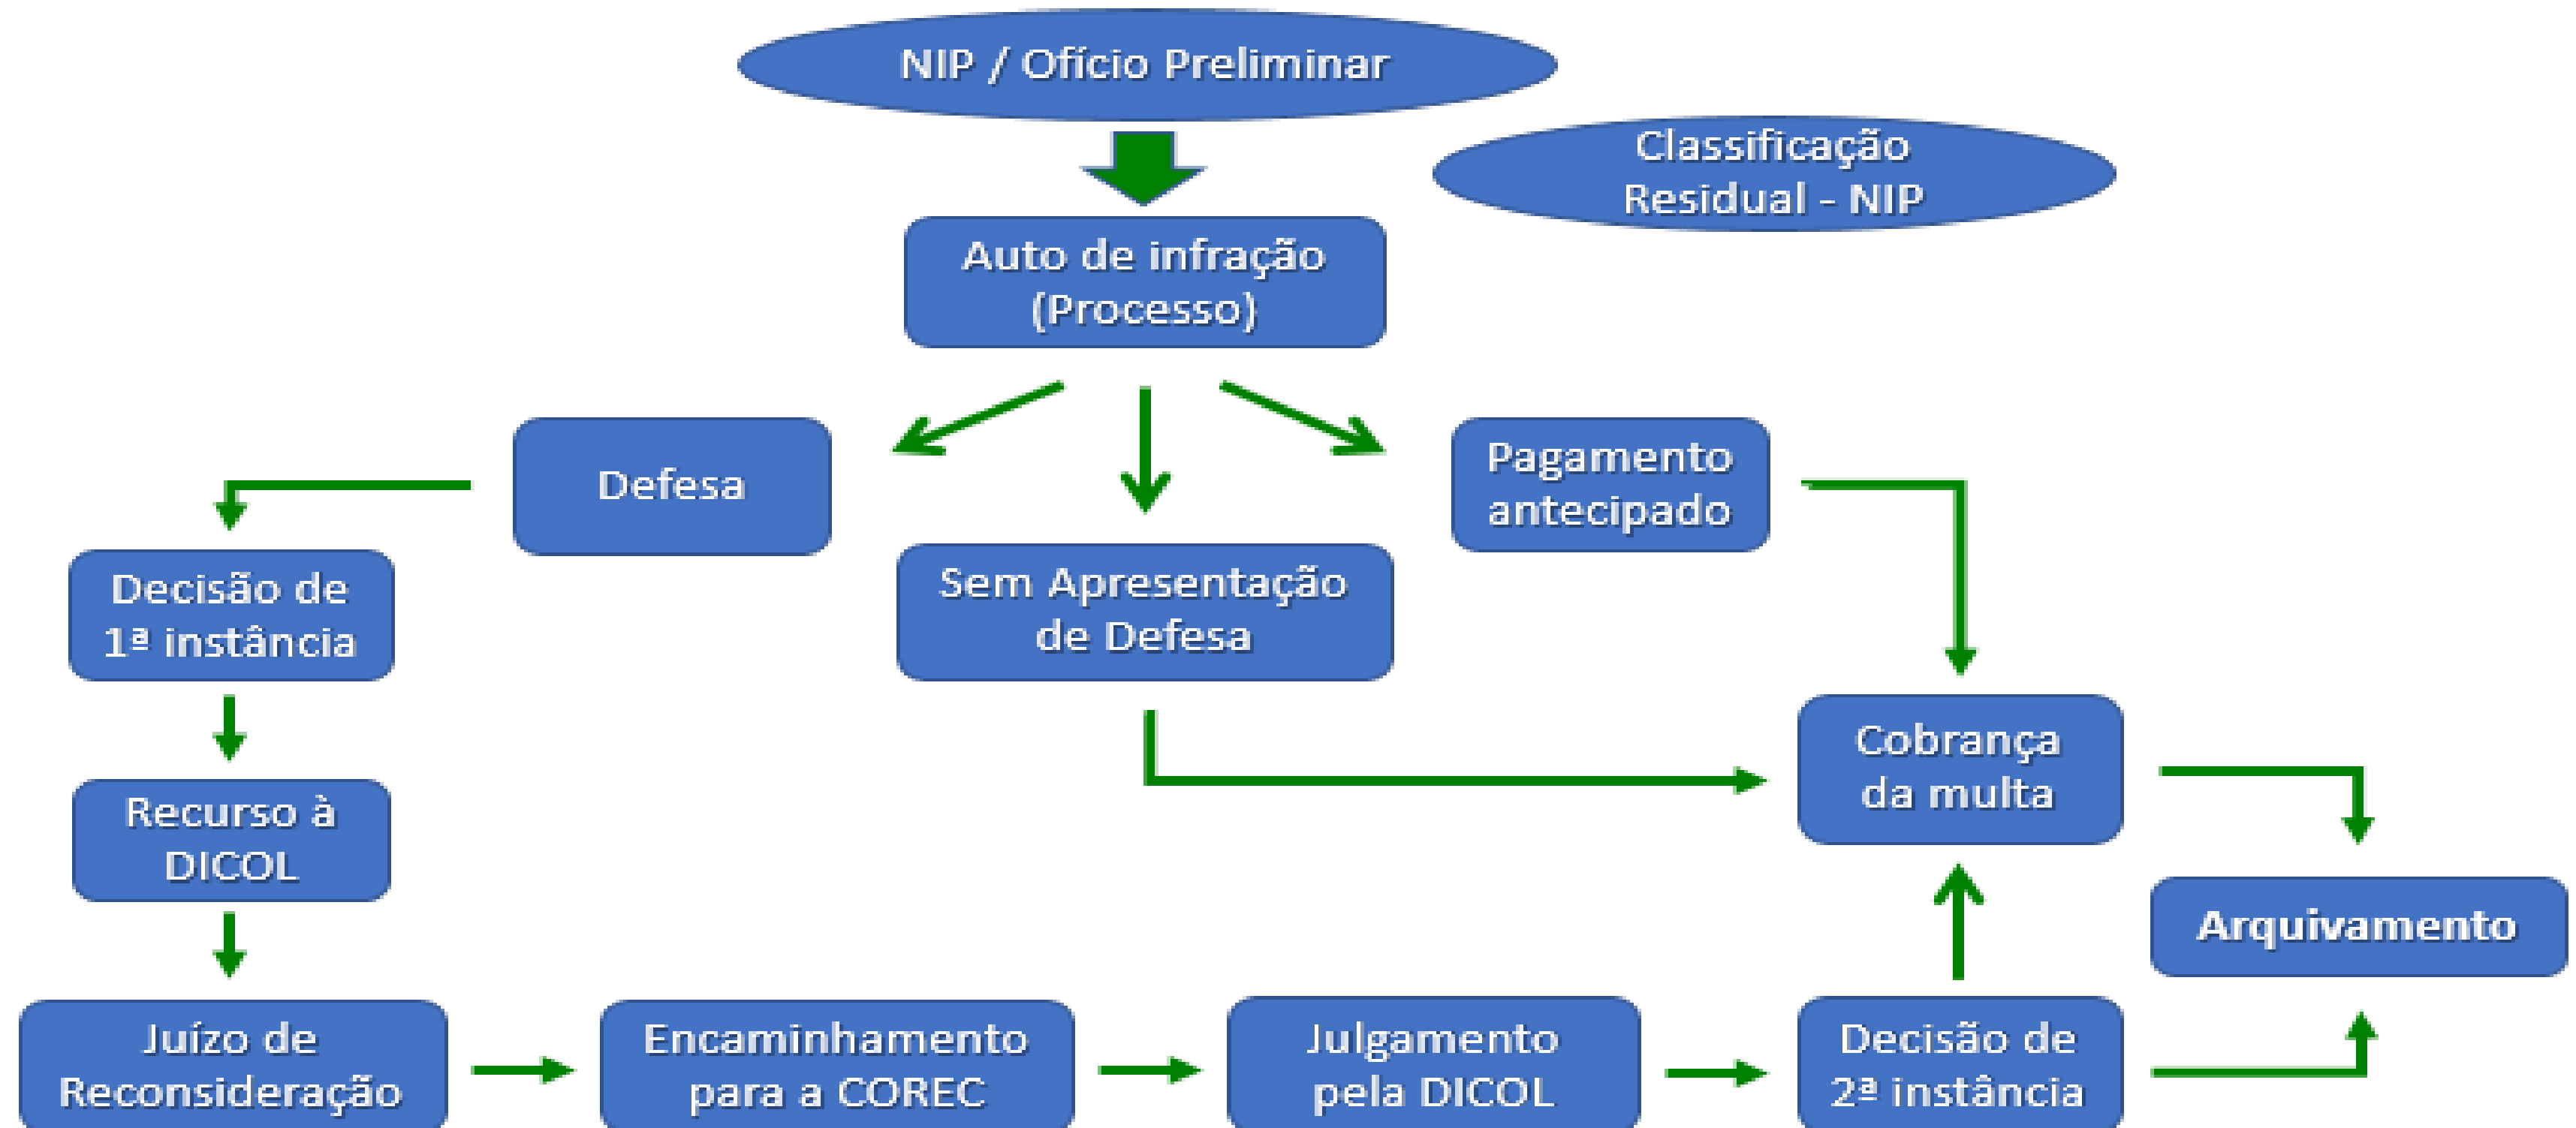 NIP / Ofício Preliminar
Classificação
Residual - NIP
Auto de infração
(Processo)
Defesa
Pagamento
antecipado
Decisão de
1ª instância
Sem Apresentação
de Defesa
Cobrança
da multa
Recurso à
DICOL
Arquivamento
Juízo de
Reconsideração
Encaminhamento
para a COREC
Julgamento
pela DICOL
Decisão de
2ª instância